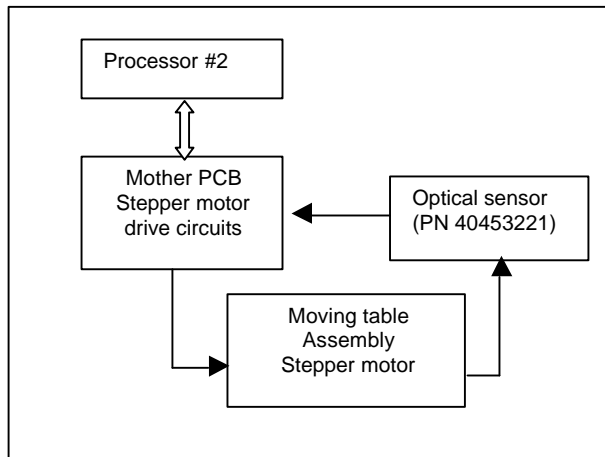 Processor #2
Mother PCB
Stepper motor
drive circuits
Optical sensor
(PN 40453221)
Moving table
Assembly
Stepper motor